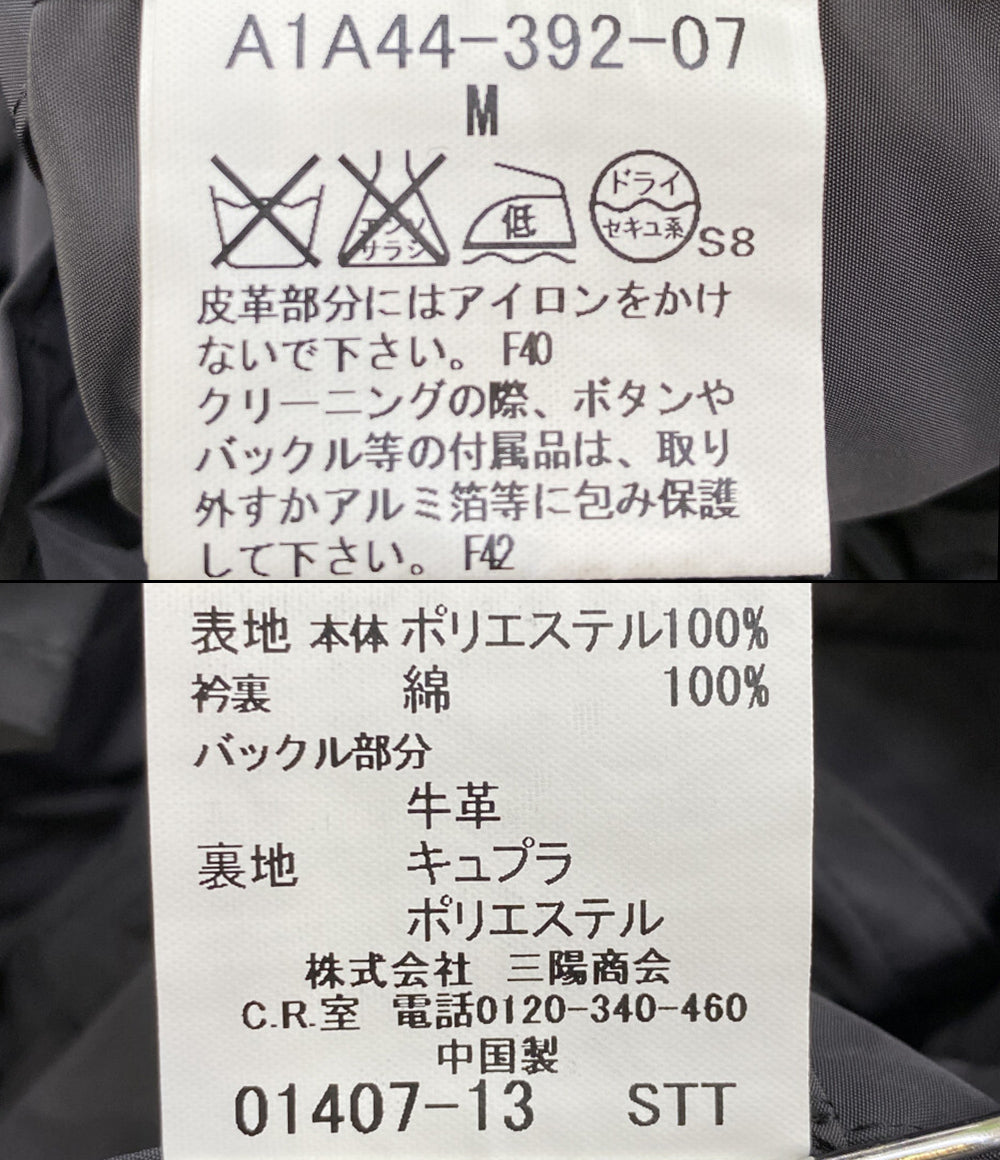 A1A44-392-07
M
エンソ
サラシ
低
ドライ
セキユ系
S8
皮革部分にはアイロンをかけ
ないで下さい。 F40
クリーニングの際、ボタンや
バックル等の付属品は、取り
外すかアルミ箔等に包み保護
して下さい。 F42
表地 本体 ポリエステル100%
衿裏 綿 100%
バックル部分
牛革
裏地 キュプラ
ポリエステル
株式会社 三陽商会
C.R.室 電話0120-340-460
中国製
01407-13 STT